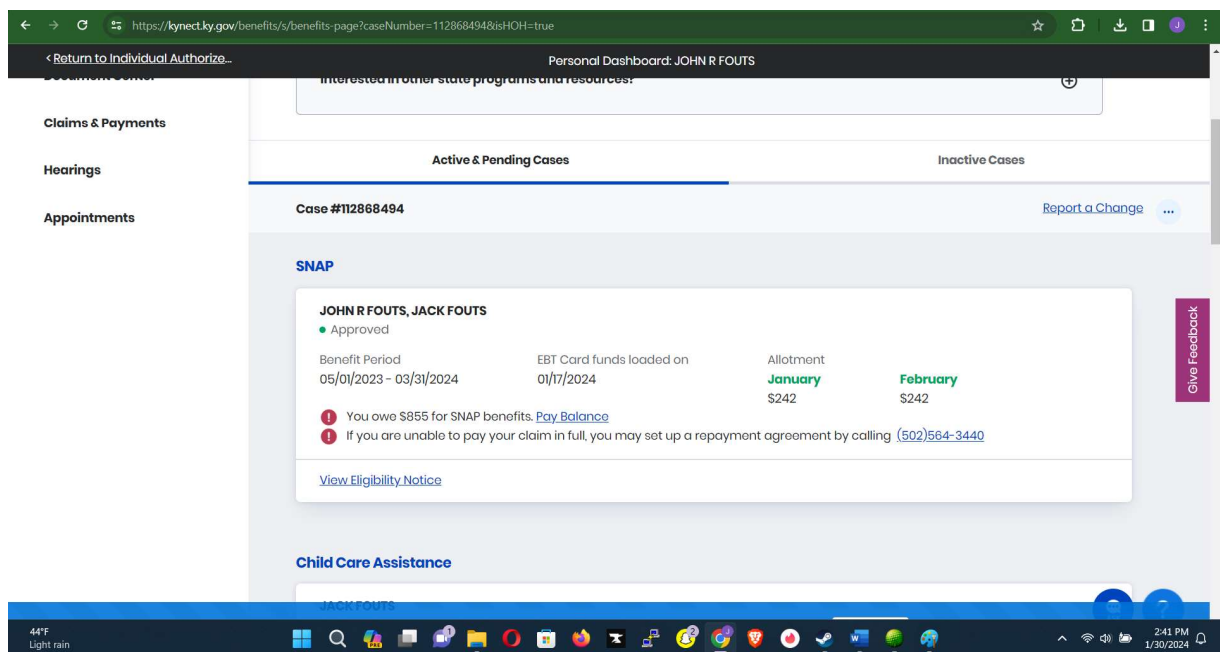 https://kynect.ky.gov/benefits/s/benefits-page?caseNumber=112868494&isHOH=true
J
<Return to Individual Authorize...
Personal Dashboard: JOHN R FOUTS
Document Center
Interested in other state programs and resources?
Claims & Payments
Hearings
Appointments
Active & Pending Cases
Inactive Cases
Case #112868494
Report a Change
...
SNAP
JOHN R FOUTS, JACK FOUTS
Approved
Benefit Period
EBT Card funds loaded on
Allotment
05/01/2023 - 03/31/2024
01/17/2024
January
February
$242
$242
! You owe $855 for SNAP benefits. Pay Balance
! If you are unable to pay your claim in full, you may set up a repayment agreement by calling (502)564-3440
View Eligibility Notice
Give Feedback
Child Care Assistance
JACK FOUTS
?
44°F
Light rain
2:41 PM
1/30/2024